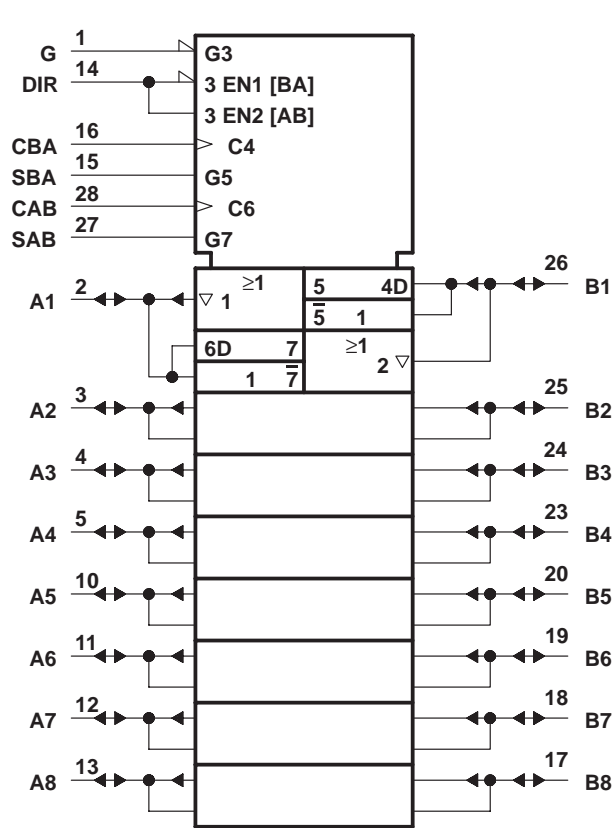 G 1 G3
DIR 14 3 EN1 [BA]
3 EN2 [AB]
CBA 16 C4
SBA 15 G5
CAB 28 C6
SAB 27 G7
A1 2 1 ≥1 5 4D 26 B1
5̅ 1
6D 7 ≥1
2
1 7̅
A2 3 25 B2
A3 4 24 B3
A4 5 23 B4
A5 10 20 B5
A6 11 19 B6
A7 12 18 B7
A8 13 17 B8